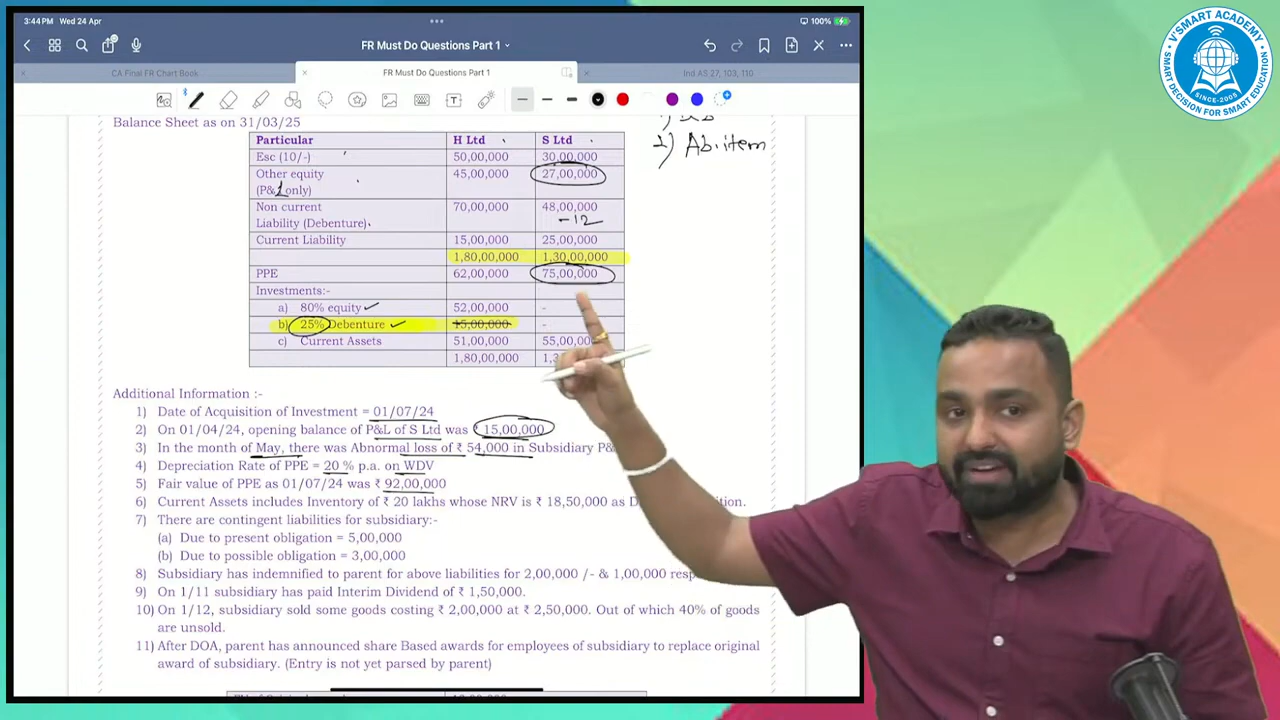 3:44 PM Wed 24 Apr
100%
FR Must Do Questions Part 1
CA Final FR Chart Book
FR Must Do Questions Part 1
Ind AS 27, 103, 110
Balance Sheet as on 31/03/25
Particular H Ltd S Ltd
Esc (10/-) 50,00,000 30,00,000
2) Ab. item
Other equity 45,00,000 27,00,000
(P&L only)
Non current 70,00,000 48,00,000
Liability (Debenture) -12
Current Liability 15,00,000 25,00,000
1,80,00,000 1,30,00,000
PPE 62,00,000 75,00,000
Investments:-
a) 80% equity 52,00,000 -
b) 25% Debenture 15,00,000 -
c) Current Assets 51,00,000 55,00,000
1,80,00,000 1,3
Additional Information :-
1) Date of Acquisition of Investment = 01/07/24
2) On 01/04/24, opening balance of P&L of S Ltd was ₹ 15,00,000
3) In the month of May, there was Abnormal loss of ₹ 54,000 in Subsidiary P&
4) Depreciation Rate of PPE = 20 % p.a. on WDV
5) Fair value of PPE as 01/07/24 was ₹ 92,00,000
6) Current Assets includes Inventory of ₹ 20 lakhs whose NRV is ₹ 18,50,000 as
7) There are contingent liabilities for subsidiary:-
(a) Due to present obligation = 5,00,000
(b) Due to possible obligation = 3,00,000
8) Subsidiary has indemnified to parent for above liabilities for 2,00,000 /- & 1,00,000
9) On 1/11 subsidiary has paid Interim Dividend of ₹ 1,50,000.
10) On 1/12, subsidiary sold some goods costing ₹ 2,00,000 at ₹ 2,50,000. Out of which 40% of goods
are unsold.
11) After DOA, parent has announced share Based awards for employees of subsidiary to replace original
award of subsidiary. (Entry is not yet parsed by parent)
V'SMART ACADEMY
SMART DECISION FOR SMART EDUCATION
SINCE-2008